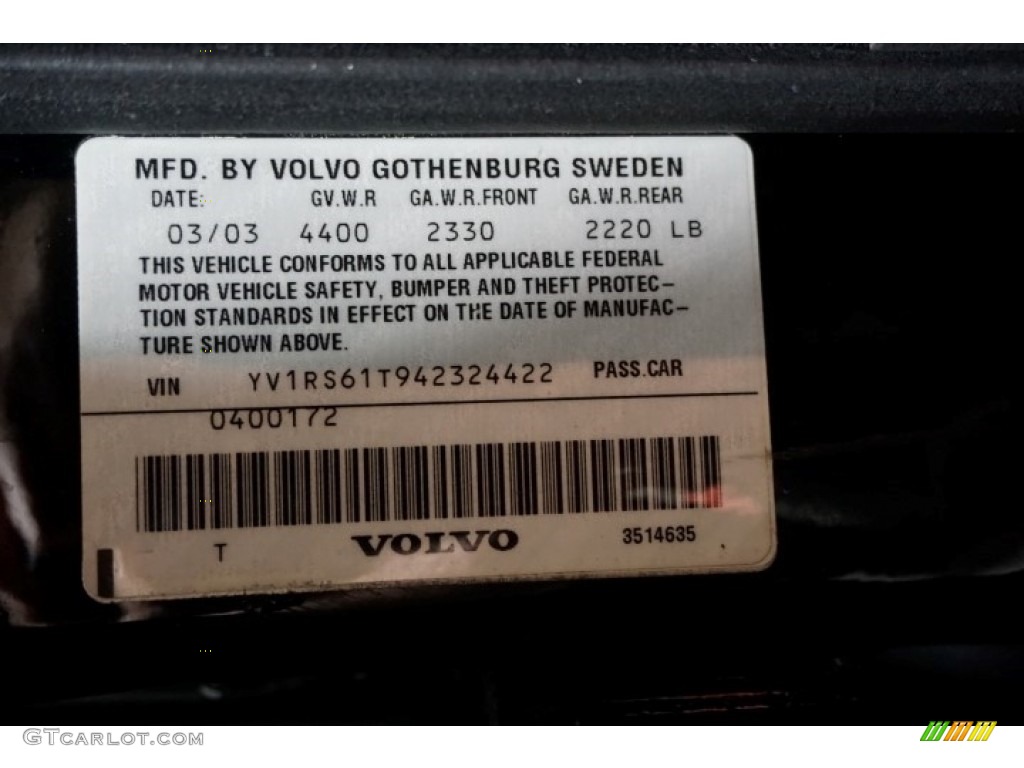 MFD. BY VOLVO GOTHENBURG SWEDEN
DATE: GV.W.R GA.W.R.FRONT GA.W.R.REAR
03/03 4400 2330 2220 LB
THIS VEHICLE CONFORMS TO ALL APPLICABLE FEDERAL
MOTOR VEHICLE SAFETY, BUMPER AND THEFT PROTEC-
TION STANDARDS IN EFFECT ON THE DATE OF MANUFAC-
TURE SHOWN ABOVE.
VIN YV1RS61T942324422 PASS.CAR
0400172
T VOLVO 3514635
GTCarLot.com